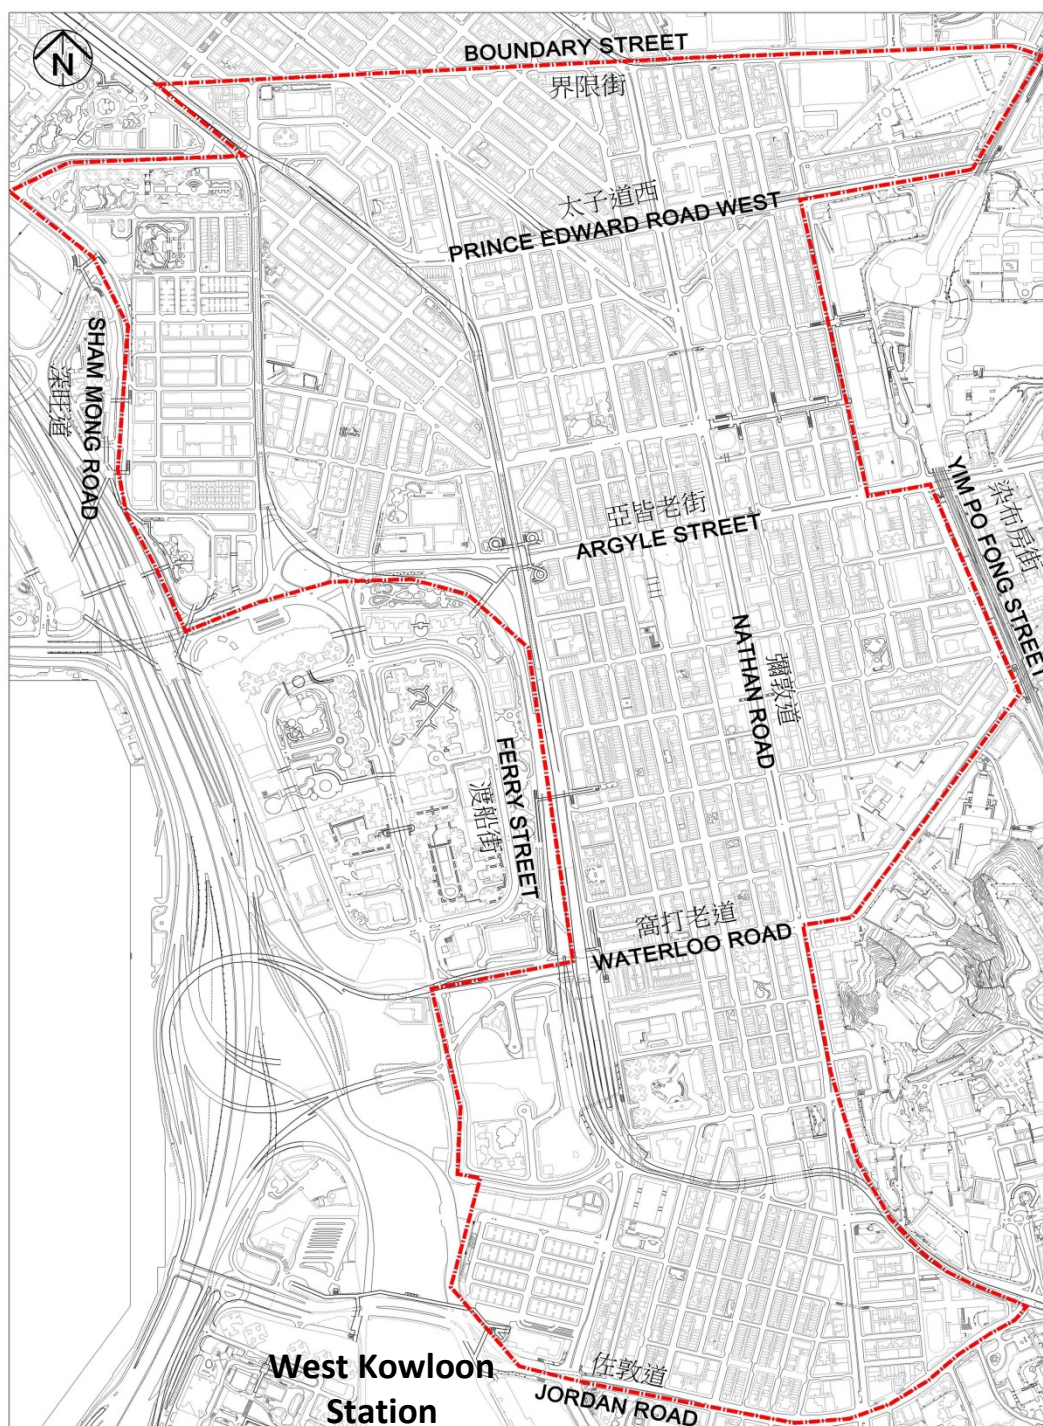 N
BOUNDARY STREET
界限街
太子道西
PRINCE EDWARD ROAD WEST
SHAM MONG ROAD
深旺道
亞皆老街
ARGYLE STREET
YIM PO FONG STREET
染布房街
NATHAN ROAD
彌敦道
FERRY STREET
渡船街
窩打老道
WATERLOO ROAD
West Kowloon
Station
佐敦道
JORDAN ROAD